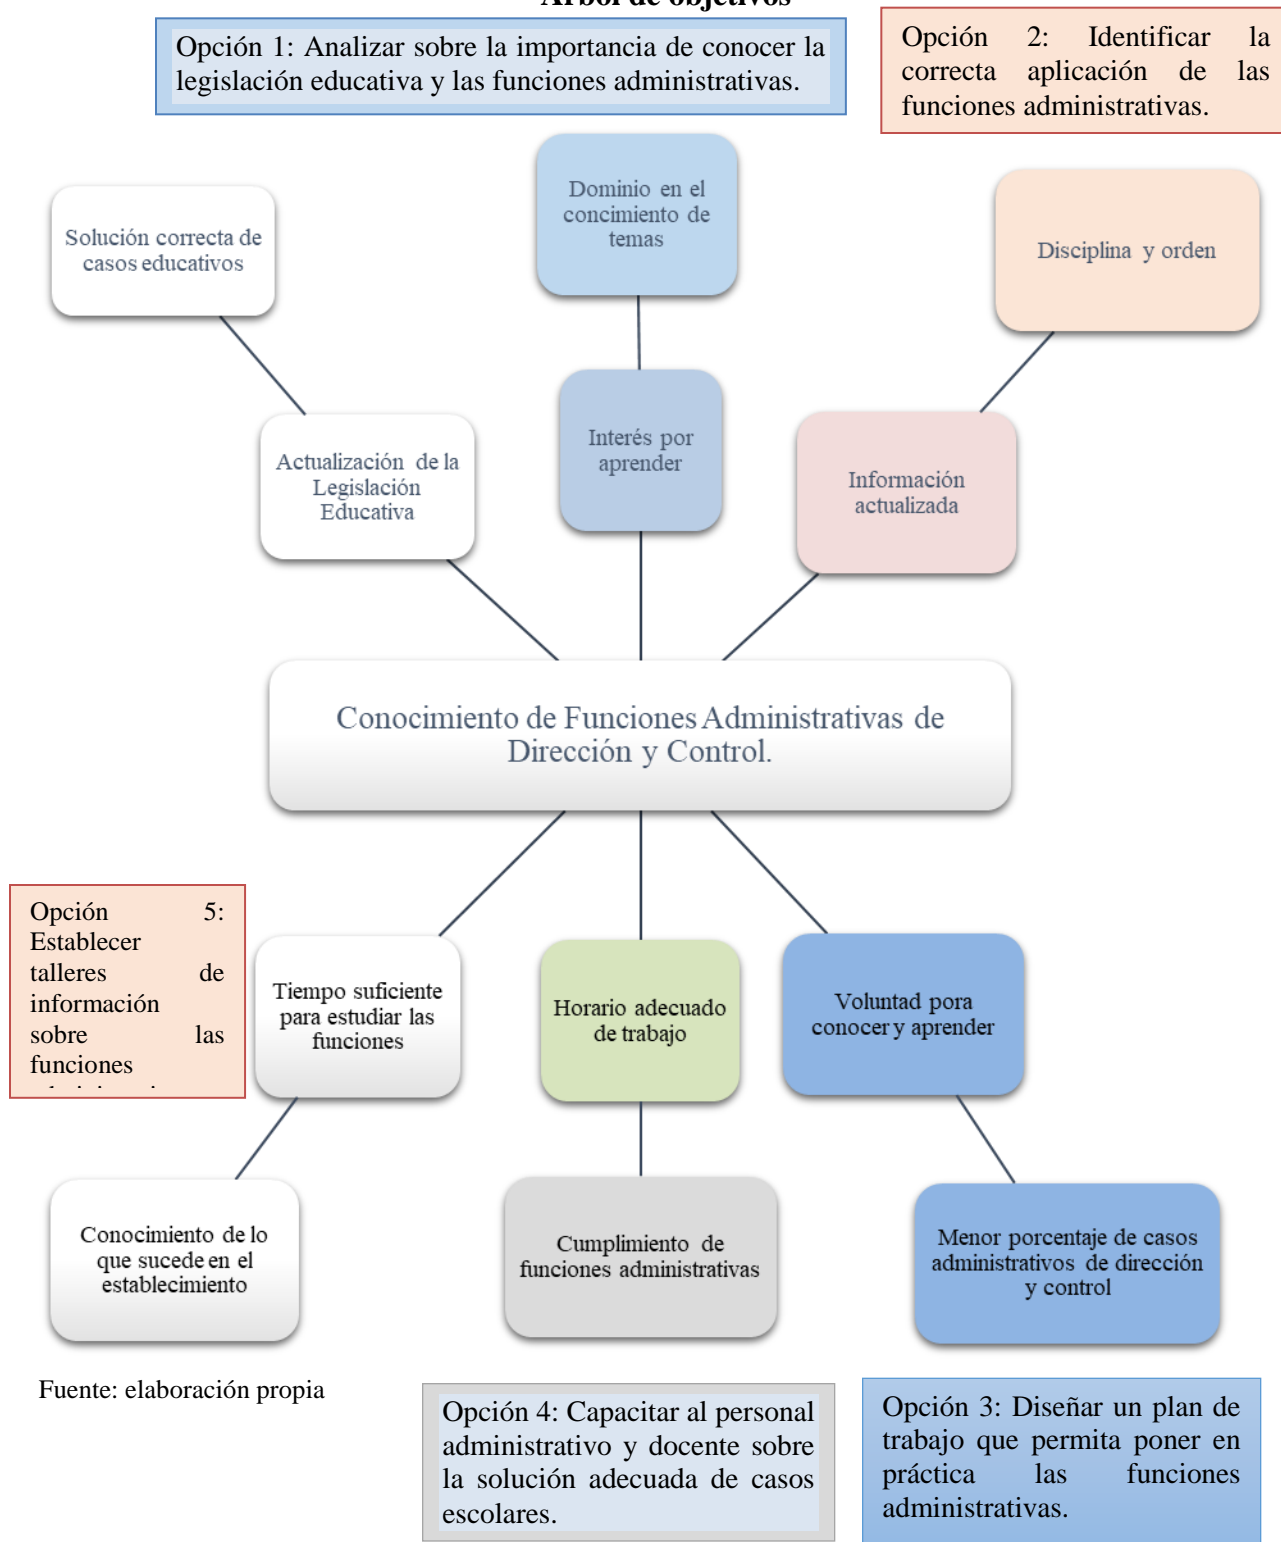 Árbol de objetivos
Opción 1: Analizar sobre la importancia de conocer la
legislación educativa y las funciones administrativas.
Opción 2: Identificar la
correcta aplicación de las
funciones administrativas.
Solución correcta de
casos educativos
Dominio en el
concimiento de
temas
Disciplina y orden
Actualización de la
Legislación
Educativa
Interés por
aprender
Información
actualizada
Conocimiento de Funciones Administrativas de
Dirección y Control.
Opción 5:
Establecer
talleres de
información
sobre las
funciones
Tiempo suficiente
para estudiar las
funciones
Horario adecuado
de trabajo
Voluntad pora
conocer y aprender
Conocimiento de lo
que sucede en el
establecimiento
Cumplimiento de
funciones administrativas
Menor porcentaje de casos
administrativos de dirección
y control
Fuente: elaboración propia
Opción 4: Capacitar al personal
administrativo y docente sobre
la solución adecuada de casos
escolares.
Opción 3: Diseñar un plan de
trabajo que permita poner en
práctica las funciones
administrativas.